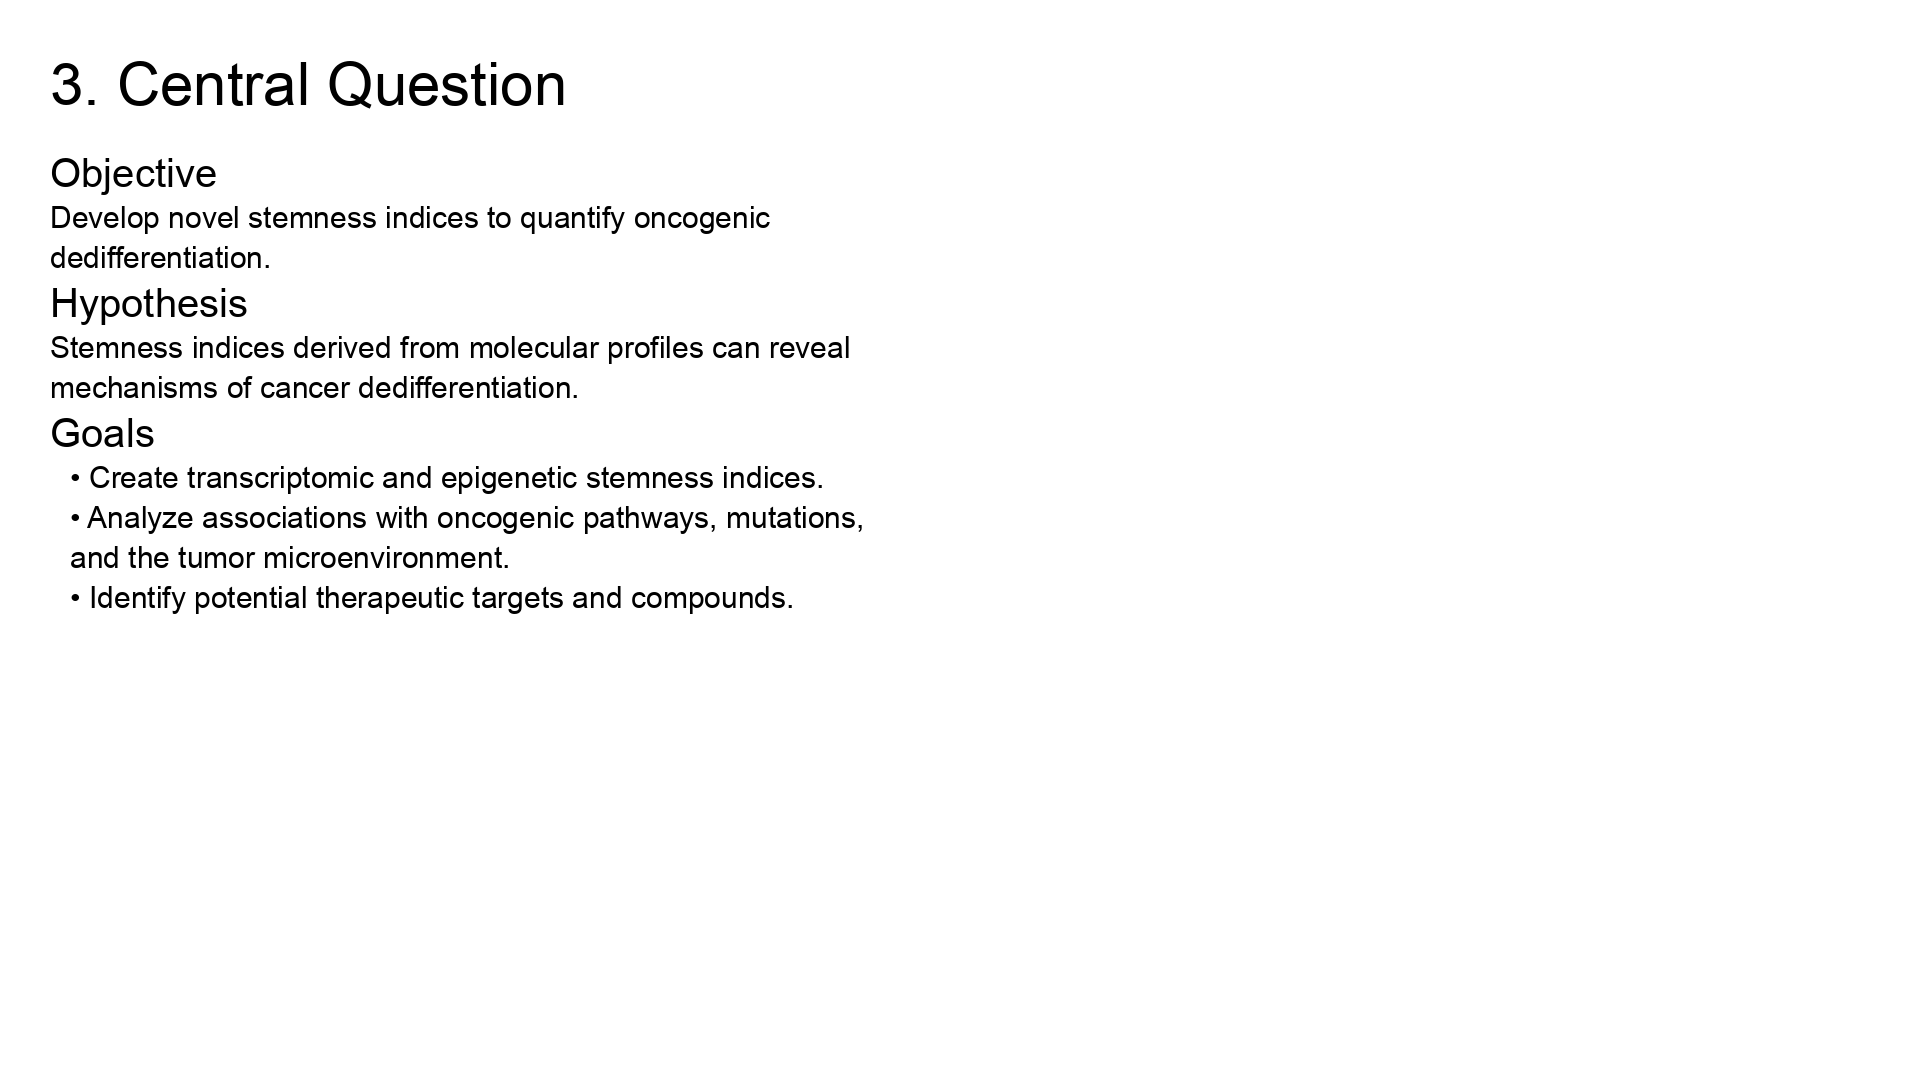 3. Central Question
Objective
Develop novel stemness indices to quantify oncogenic
dedifferentiation.
Hypothesis
Stemness indices derived from molecular profiles can reveal
mechanisms of cancer dedifferentiation.
Goals
• Create transcriptomic and epigenetic stemness indices.
• Analyze associations with oncogenic pathways, mutations,
and the tumor microenvironment.
• Identify potential therapeutic targets and compounds.